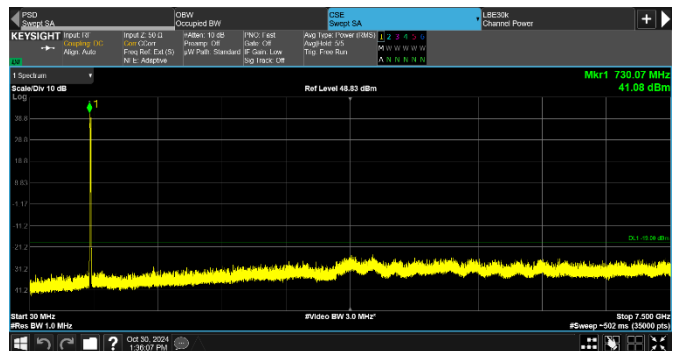 PSD
Swept SA
OBW
Occupied BW
CSE
Swept SA
LBE30k
Channel Power
KEYSIGHT
Input: RF
Coupling: DC
Align: Auto
Input Z: 50 Ω
Corr CCorr
Freq Ref: Ext (S)
NFE: Adaptive
#Atten: 10 dB
Preamp: Off
µW Path: Standard
PNO: Fast
Gate: Off
IF Gain: Low
Sig Track: Off
Avg Type: Power (RMS)
Avg|Hold: 5/5
Trig: Free Run
1 2 3 4 5 6
M W W W W W
A N N N N N
1 Spectrum
Scale/Div 10 dB
Log
Ref Level 48.83 dBm
Mkr1 730.07 MHz
41.08 dBm
1
38.8
28.8
18.8
8.83
-1.17
-11.2
-21.2
-31.2
-41.2
Start 30 MHz
#Res BW 1.0 MHz
#Video BW 3.0 MHz*
Stop 7.500 GHz
#Sweep ~502 ms (35000 pts)
Oct 30, 2024
1:36:07 PM